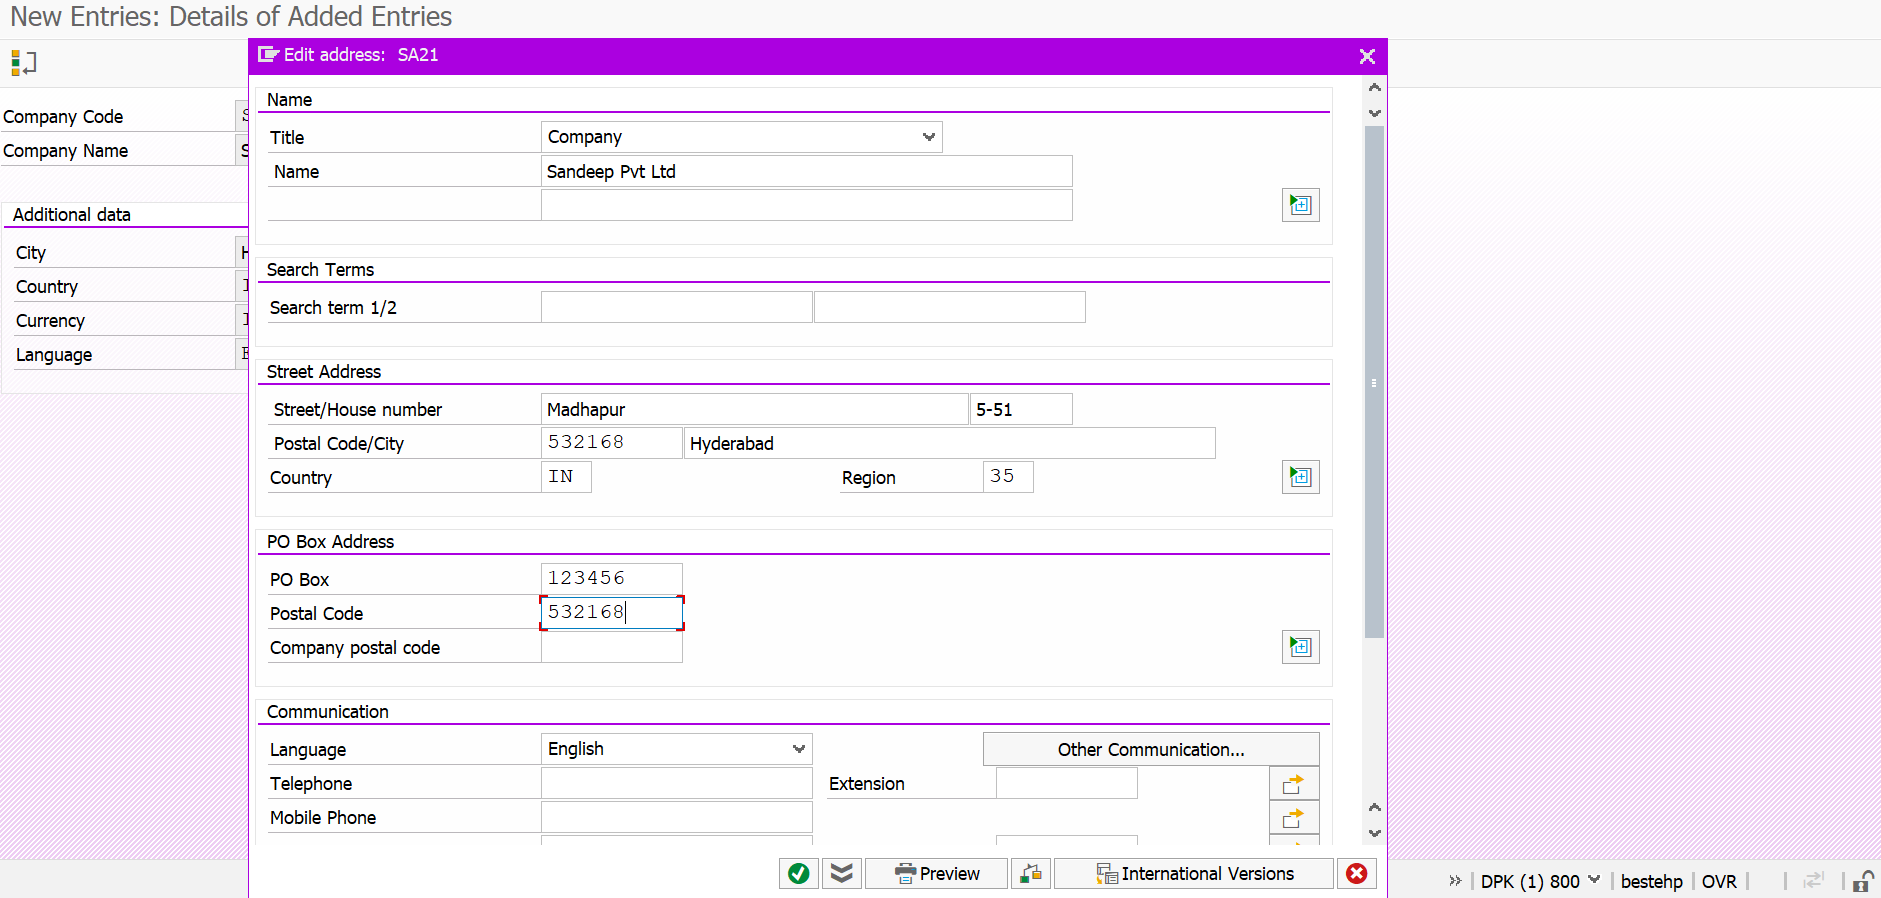 New Entries: Details of Added Entries
Edit address: SA21
Company Code
Company Name
Additional data
City
Country
Currency
Language
Name
Title Company
Name Sandeep Pvt Ltd
Search Terms
Search term 1/2
Street Address
Street/House number Madhapur 5-51
Postal Code/City 532168 Hyderabad
Country IN Region 35
PO Box Address
PO Box 123456
Postal Code 532168
Company postal code
Communication
Language English Other Communication...
Telephone Extension
Mobile Phone
Preview International Versions
DPK (1) 800 bestehp OVR